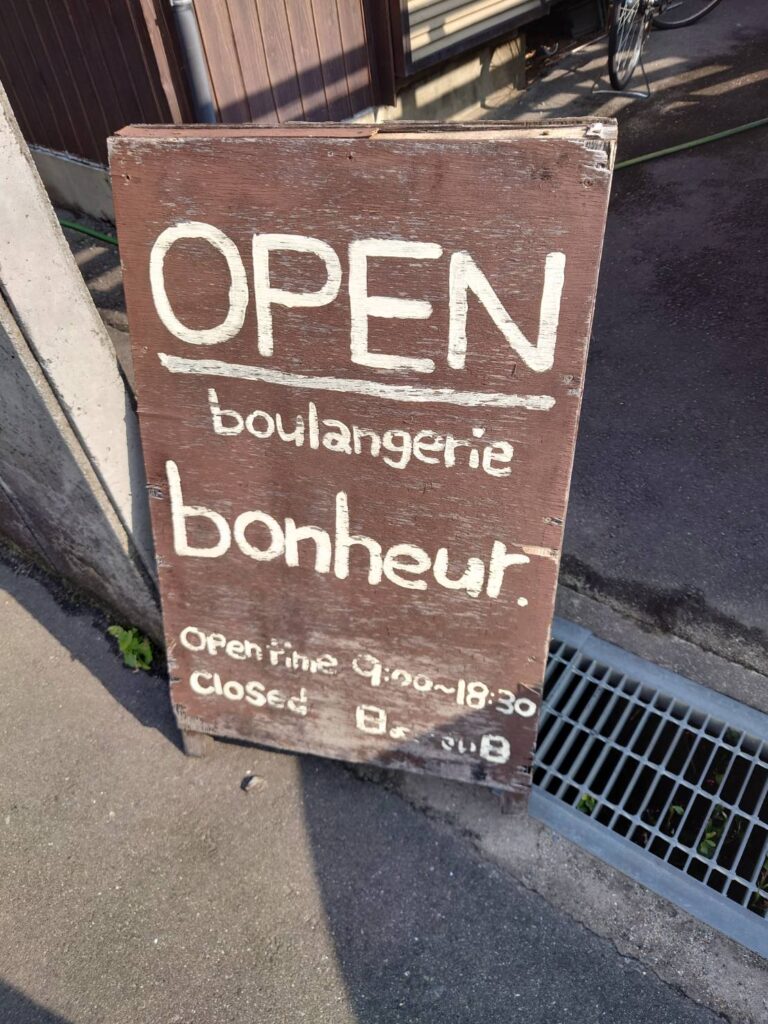 OPEN
boulangerie
bonheur.
OPen Time 9:00~18:30
Closed